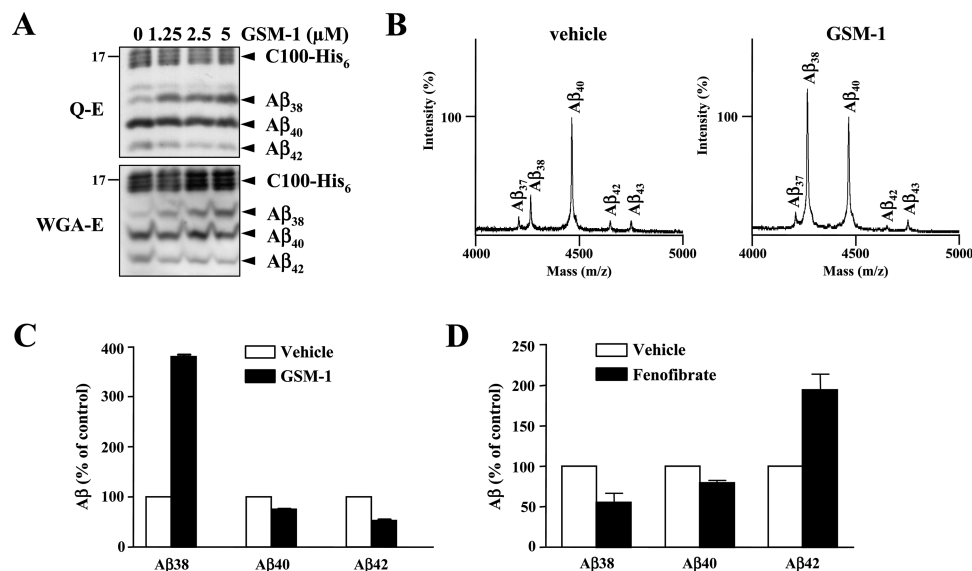 A
0 1.25 2.5 5 GSM-1 (μM)
17
C100-His6
Q-E
Aβ38
Aβ40
Aβ42
17
C100-His6
WGA-E
Aβ38
Aβ40
Aβ42
B
vehicle
Intensity (%)
100
Aβ37
Aβ38
Aβ40
Aβ42
Aβ43
4000 4500 5000
Mass (m/z)
GSM-1
Intensity (%)
100
Aβ37
Aβ38
Aβ40
Aβ42
Aβ43
4000 4500 5000
Mass (m/z)
C
Aβ (% of control)
400
300
200
100
0
Vehicle
GSM-1
Aβ38 Aβ40 Aβ42
D
Aβ (% of control)
250
200
150
100
50
0
Vehicle
Fenofibrate
Aβ38 Aβ40 Aβ42